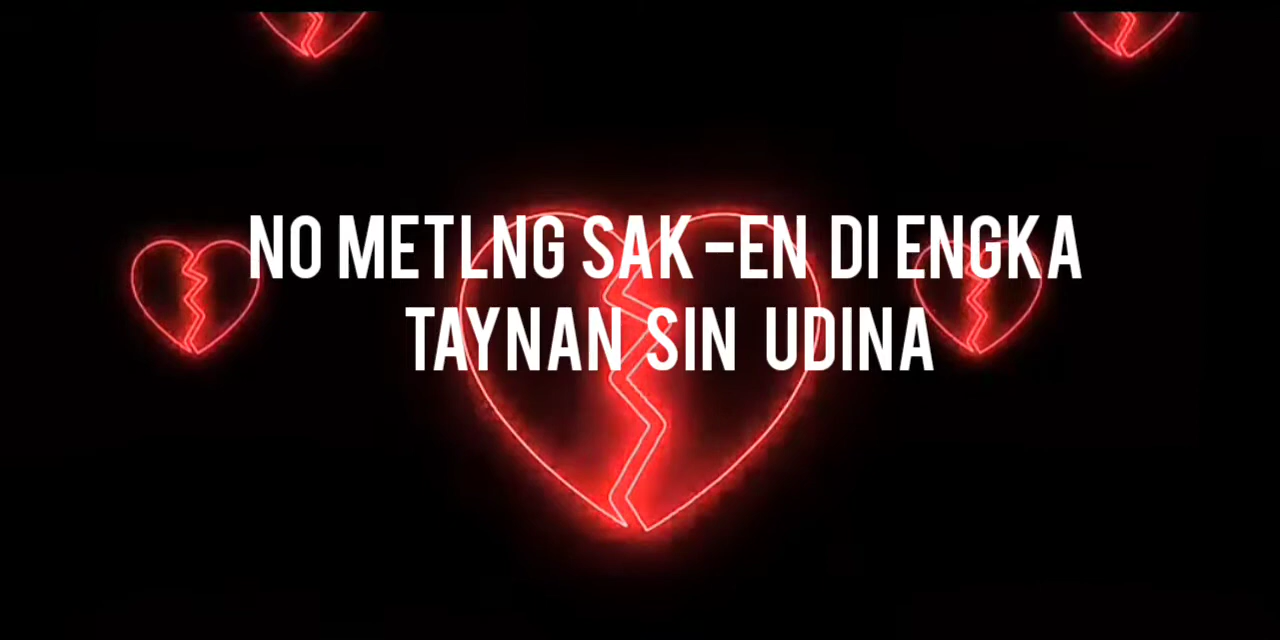 NO METLNG SAK-EN DI ENGKA
TAYNAN SIN UDINA